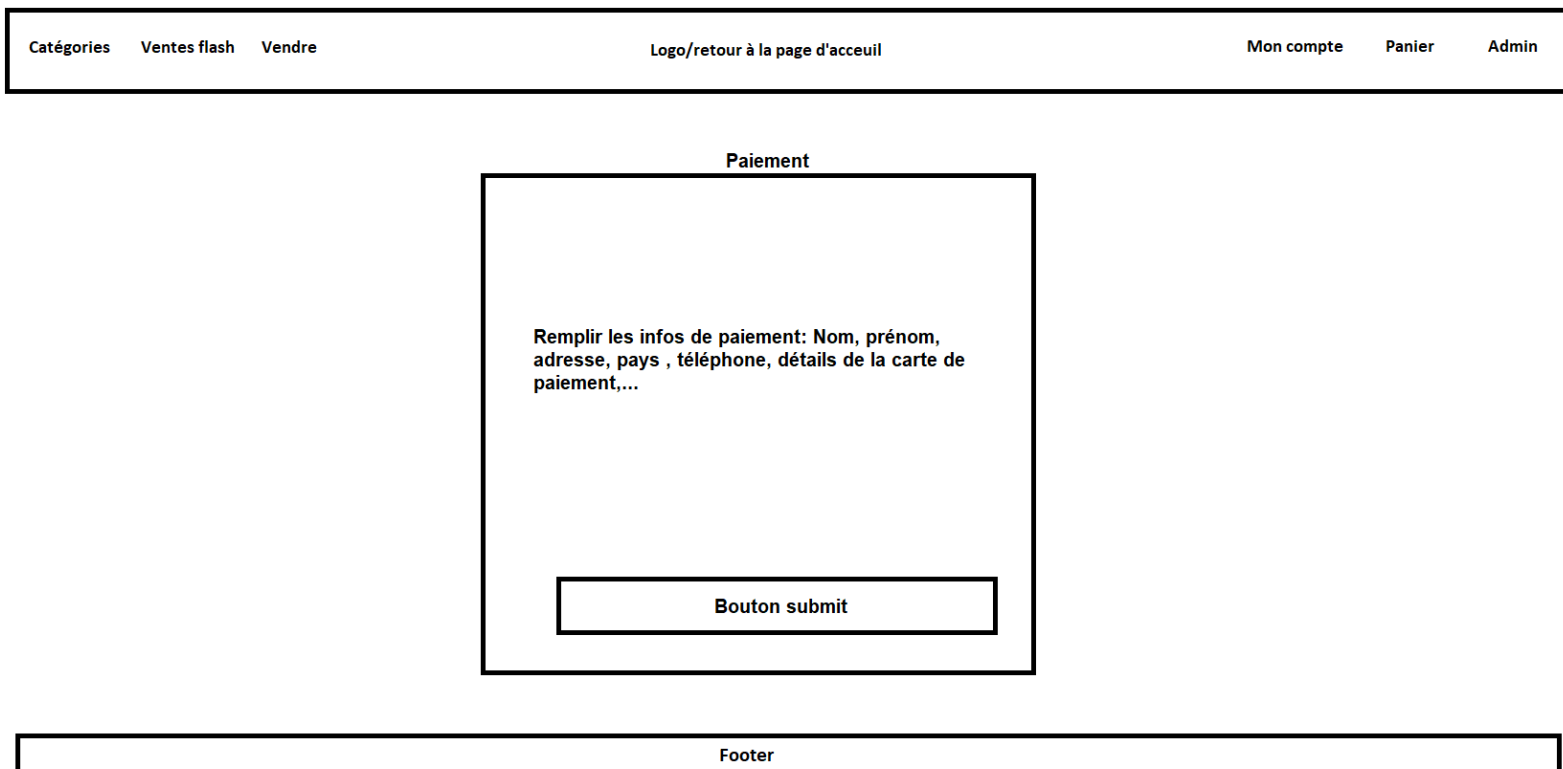 Catégories Ventes flash Vendre Logo/retour à la page d'acceuil Mon compte Panier Admin
Paiement
Remplir les infos de paiement: Nom, prénom,
adresse, pays , téléphone, détails de la carte de
paiement,...
Bouton submit
Footer